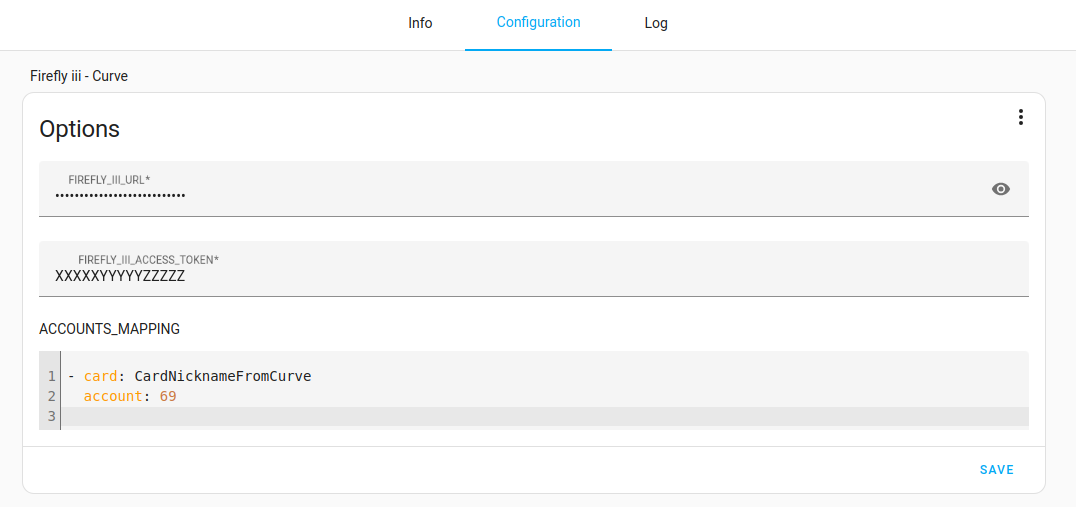 Info Configuration Log
Firefly iii - Curve
Options
FIREFLY_III_URL*
••••••••••••••••••••••••••
FIREFLY_III_ACCESS_TOKEN*
XXXXXYYYYYZZZZZ
ACCOUNTS_MAPPING
1 - card: CardNicknameFromCurve
2 account: 69
3
SAVE